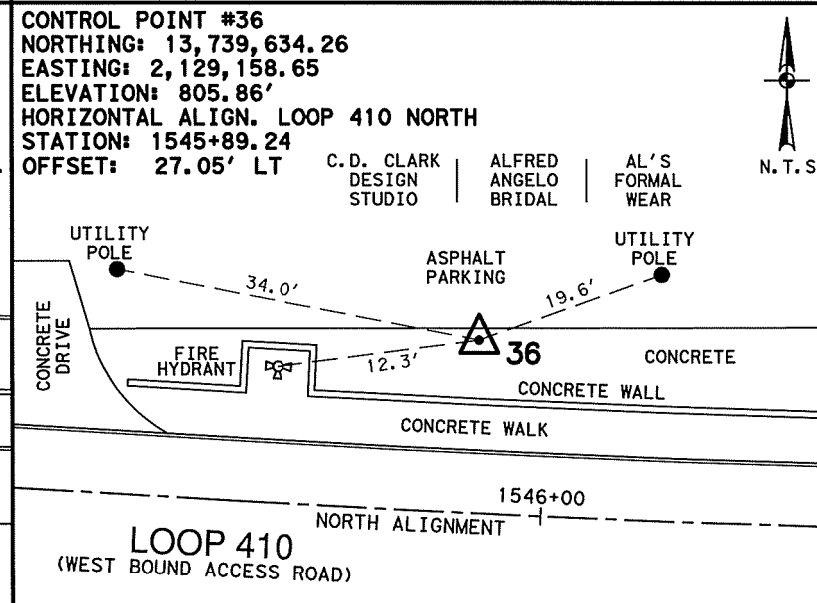 CONTROL POINT #36
NORTHING: 13,739,634.26
EASTING: 2,129,158.65
ELEVATION: 805.86'
HORIZONTAL ALIGN. LOOP 410 NORTH
STATION: 1545+89.24
OFFSET: 27.05' LT
C.D. CLARK
DESIGN
STUDIO
ALFRED
ANGELO
BRIDAL
AL'S
FORMAL
WEAR
N.T.S
UTILITY
POLE
ASPHALT
PARKING
UTILITY
POLE
34.0'
19.6'
CONCRETE
DRIVE
FIRE
HYDRANT
12.3'
36
CONCRETE
CONCRETE WALL
CONCRETE WALK
1546+00
NORTH ALIGNMENT
LOOP 410
(WEST BOUND ACCESS ROAD)